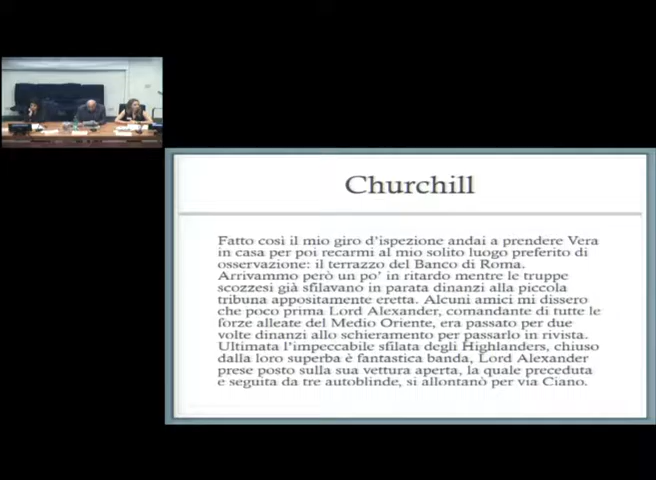 Churchill
Fatto così il mio giro d'ispezione andai a prendere Vera
in casa per poi recarmi al mio solito luogo preferito di
osservazione: il terrazzo del Banco di Roma.
Arrivammo però un po' in ritardo mentre le truppe
scozzesi già sfilavano in parata dinanzi alla piccola
tribuna appositamente eretta. Alcuni amici mi dissero
che poco prima Lord Alexander, comandante di tutte le
forze alleate del Medio Oriente, era passato per due
volte dinanzi allo schieramento per passarlo in rivista.
Ultimata l'impeccabile sfilata degli Highlanders, chiuso
dalla loro superba è fantastica banda, Lord Alexander
prese posto sulla sua vettura aperta, la quale preceduta
e seguita da tre autoblinde, si allontanò per via Ciano.